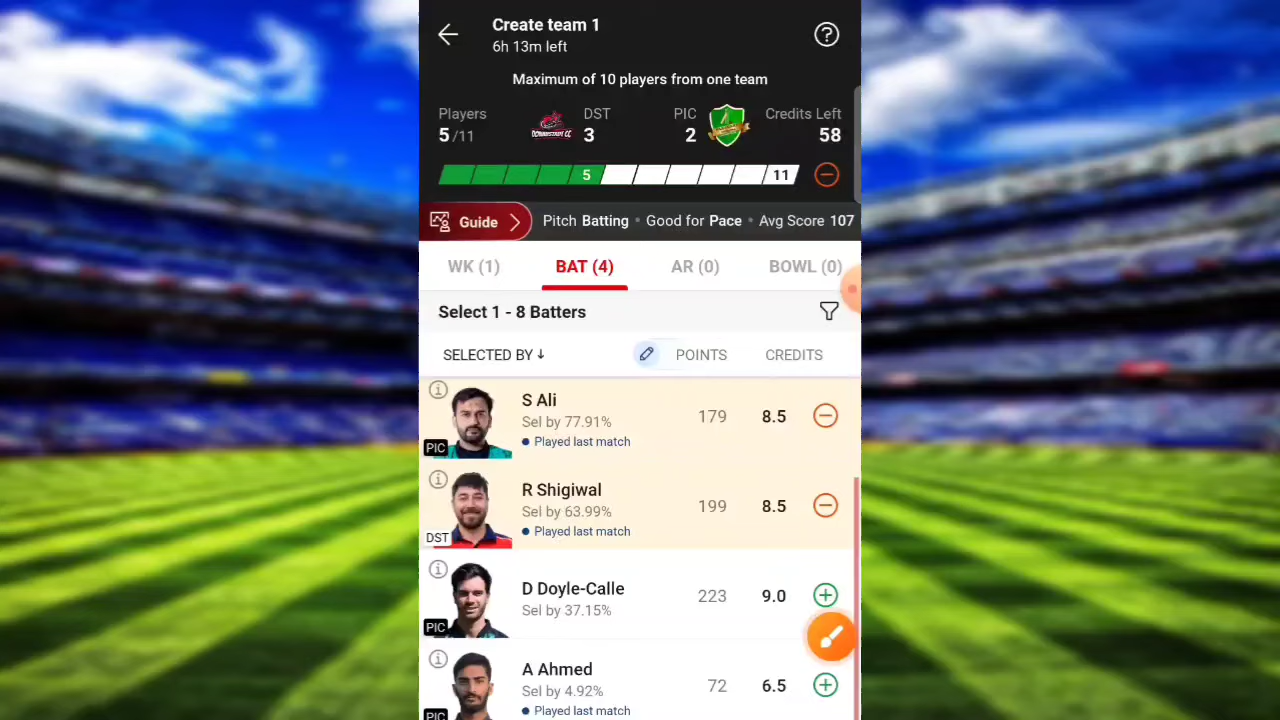 Create team 1
6h 13m left
?
Maximum of 10 players from one team
Players DST PIC Credits Left
5/11 3 2 58
5 11
Guide Pitch Batting • Good for Pace • Avg Score 107
WK (1) BAT (4) AR (0) BOWL (0)
Select 1 - 8 Batters
SELECTED BY ↓ POINTS CREDITS
S Ali
Sel by 77.91% 179 8.5
Played last match
PIC
R Shigiwal
Sel by 63.99% 199 8.5
Played last match
DST
D Doyle-Calle
Sel by 37.15% 223 9.0
PIC
A Ahmed
Sel by 4.92% 72 6.5
Played last match
PIC